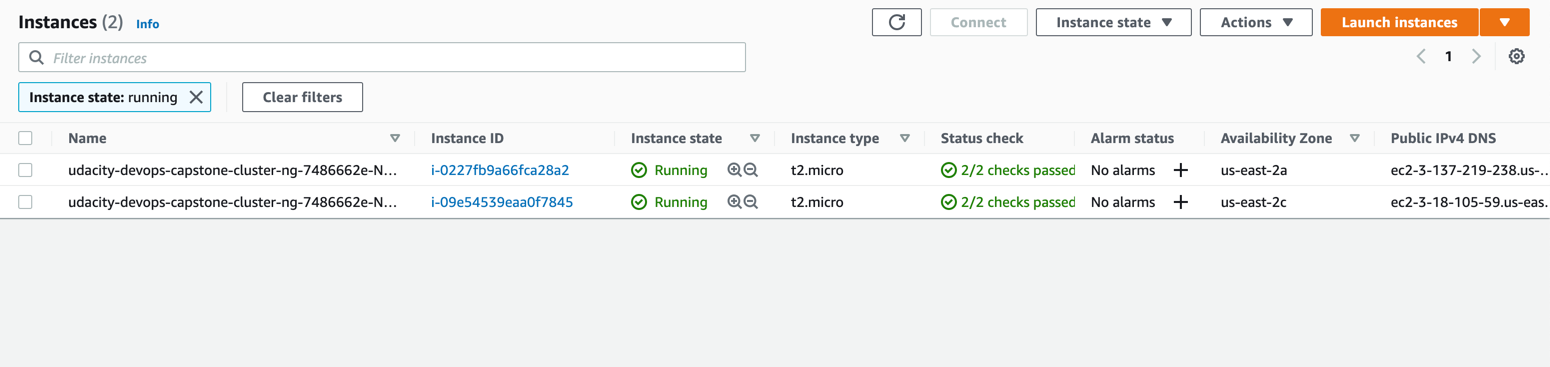 Instances (2) Info Connect Instance state Actions Launch instances
Filter instances 1
Instance state: running Clear filters
Name Instance ID Instance state Instance type Status check Alarm status Availability Zone Public IPv4 DNS
udacity-devops-capstone-cluster-ng-7486662e-N... i-0227fb9a66fca28a2 Running t2.micro 2/2 checks passed No alarms us-east-2a ec2-3-137-219-238.us-...
udacity-devops-capstone-cluster-ng-7486662e-N... i-09e54539eaa0f7845 Running t2.micro 2/2 checks passed No alarms us-east-2c ec2-3-18-105-59.us-eas...